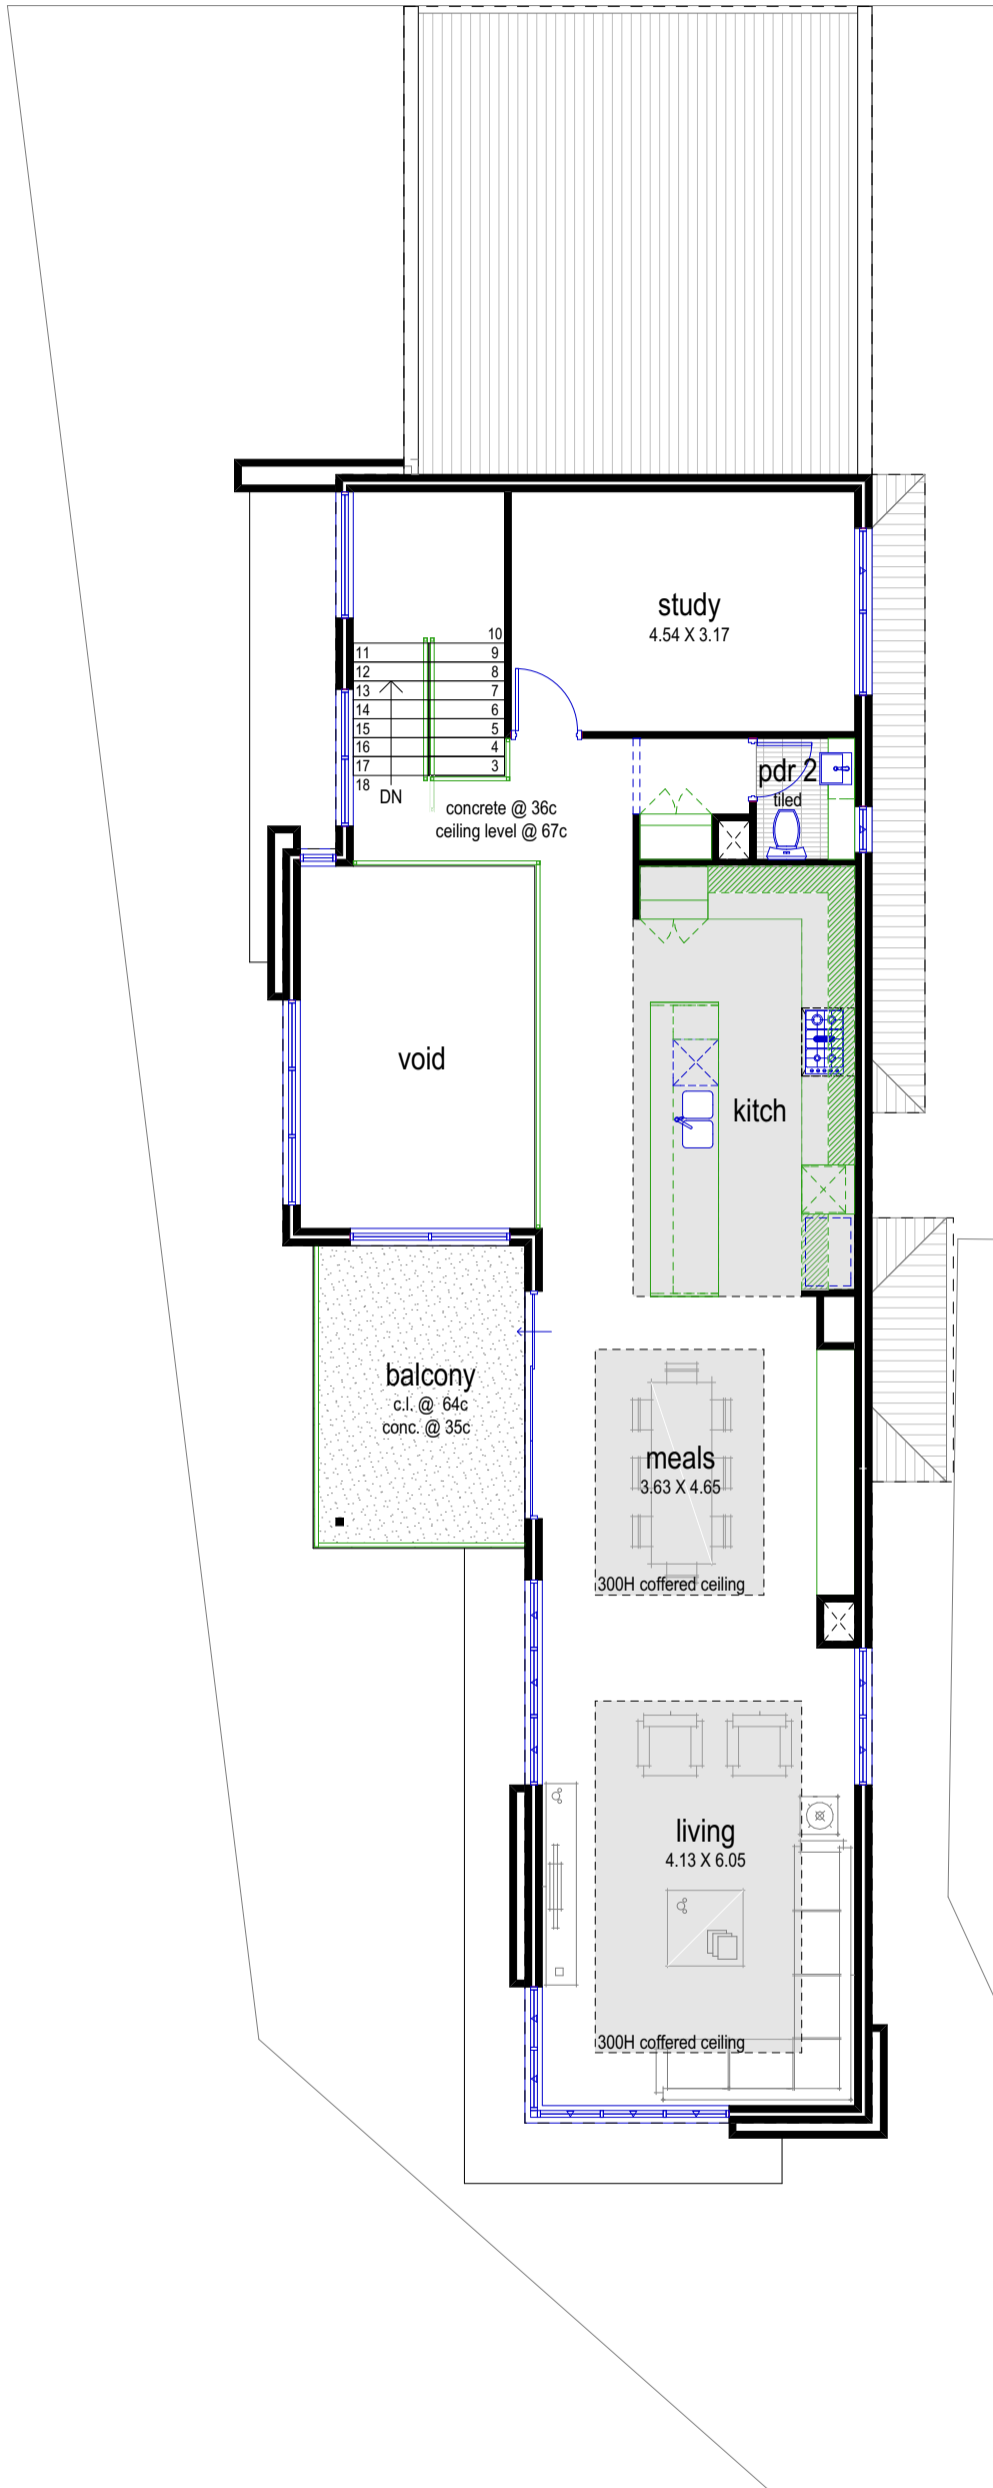 study
4.54 X 3.17
10
11
9
12
8
13
7
14
6
15
5
16
4
17
3
18
DN
pdr 2
tiled
concrete @ 36c
ceiling level @ 67c
void
kitch
balcony
c.l. @ 64c
conc. @ 35c
meals
3.63 X 4.65
300H coffered ceiling
living
4.13 X 6.05
300H coffered ceiling